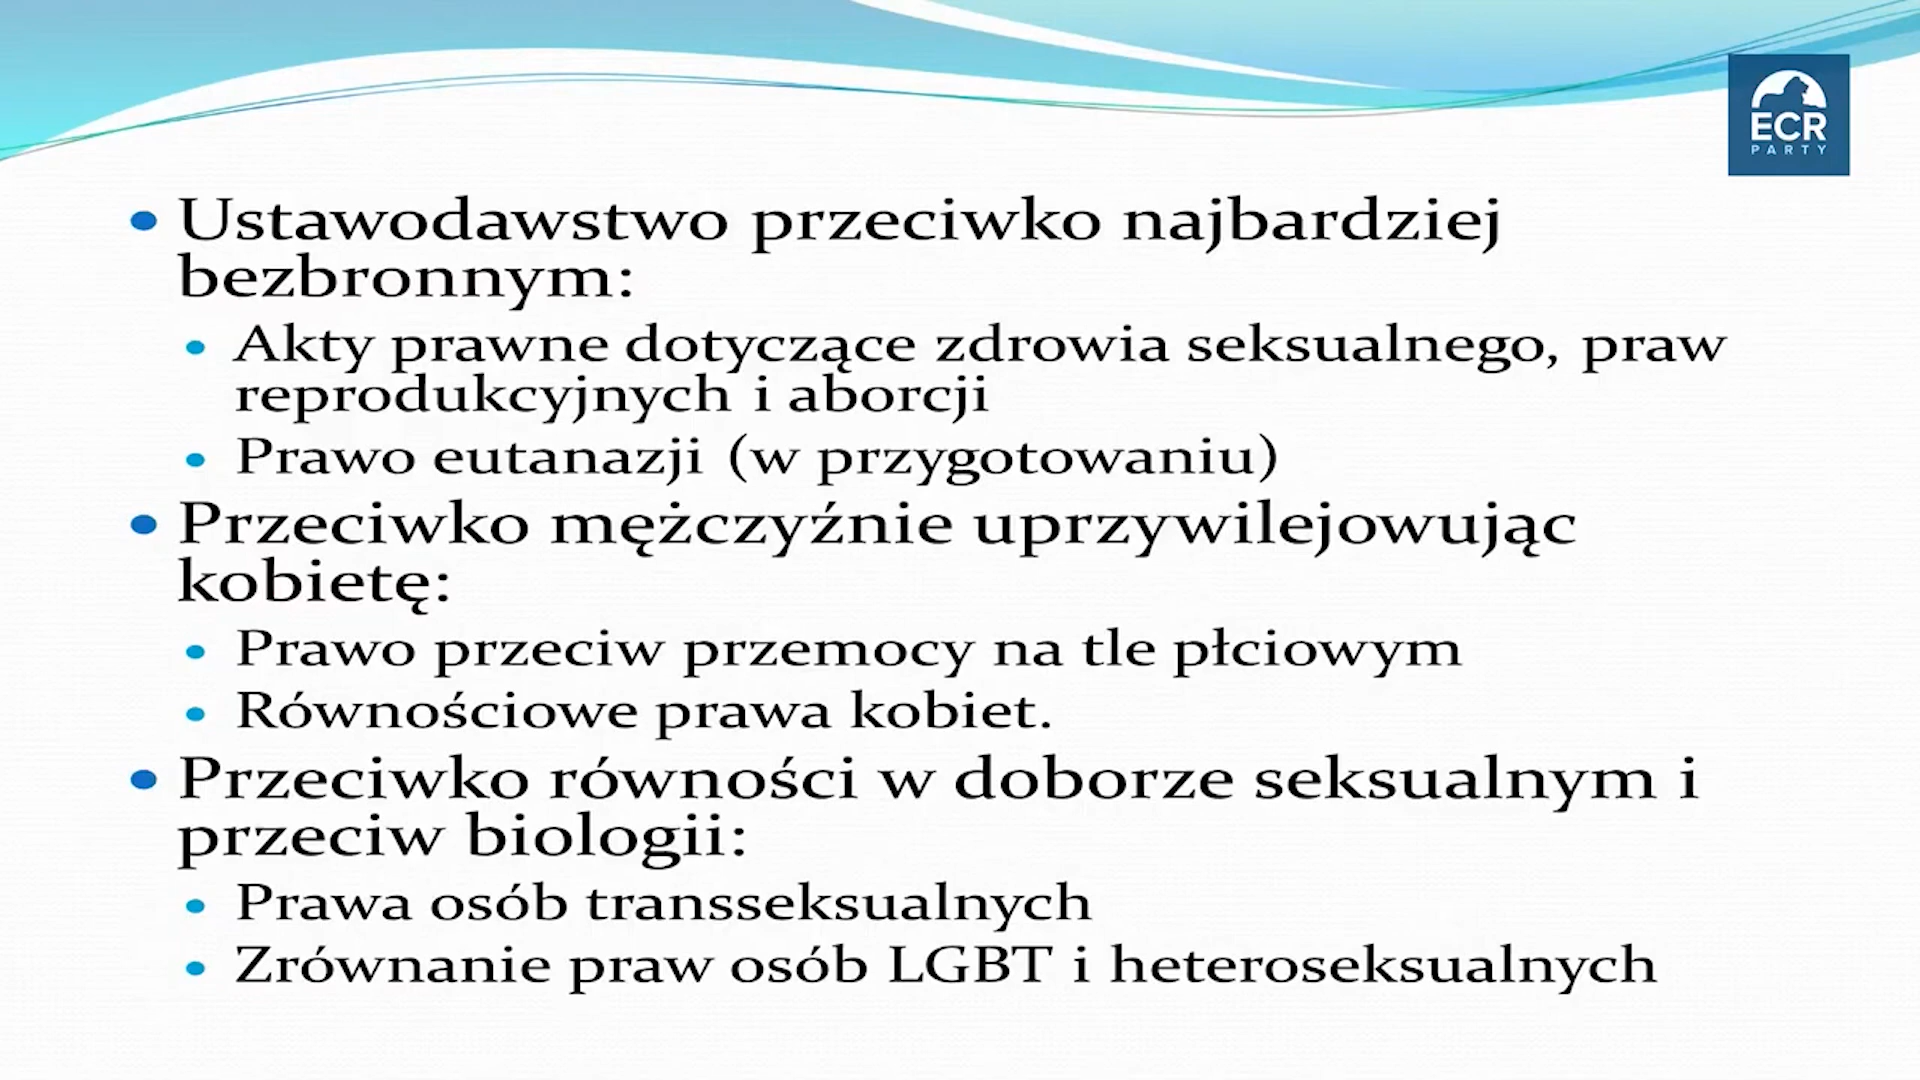 ECR
PARTY
Ustawodawstwo przeciwko najbardziej
bezbronnym:
Akty prawne dotyczące zdrowia seksualnego, praw
reprodukcyjnych i aborcji
Prawo eutanazji (w przygotowaniu)
Przeciwko mężczyźnie uprzywilejowując
kobietę:
Prawo przeciw przemocy na tle płciowym
Równościowe prawa kobiet.
Przeciwko równości w doborze seksualnym i
przeciw biologii:
Prawa osób transseksualnych
Zrównanie praw osób LGBT i heteroseksualnych